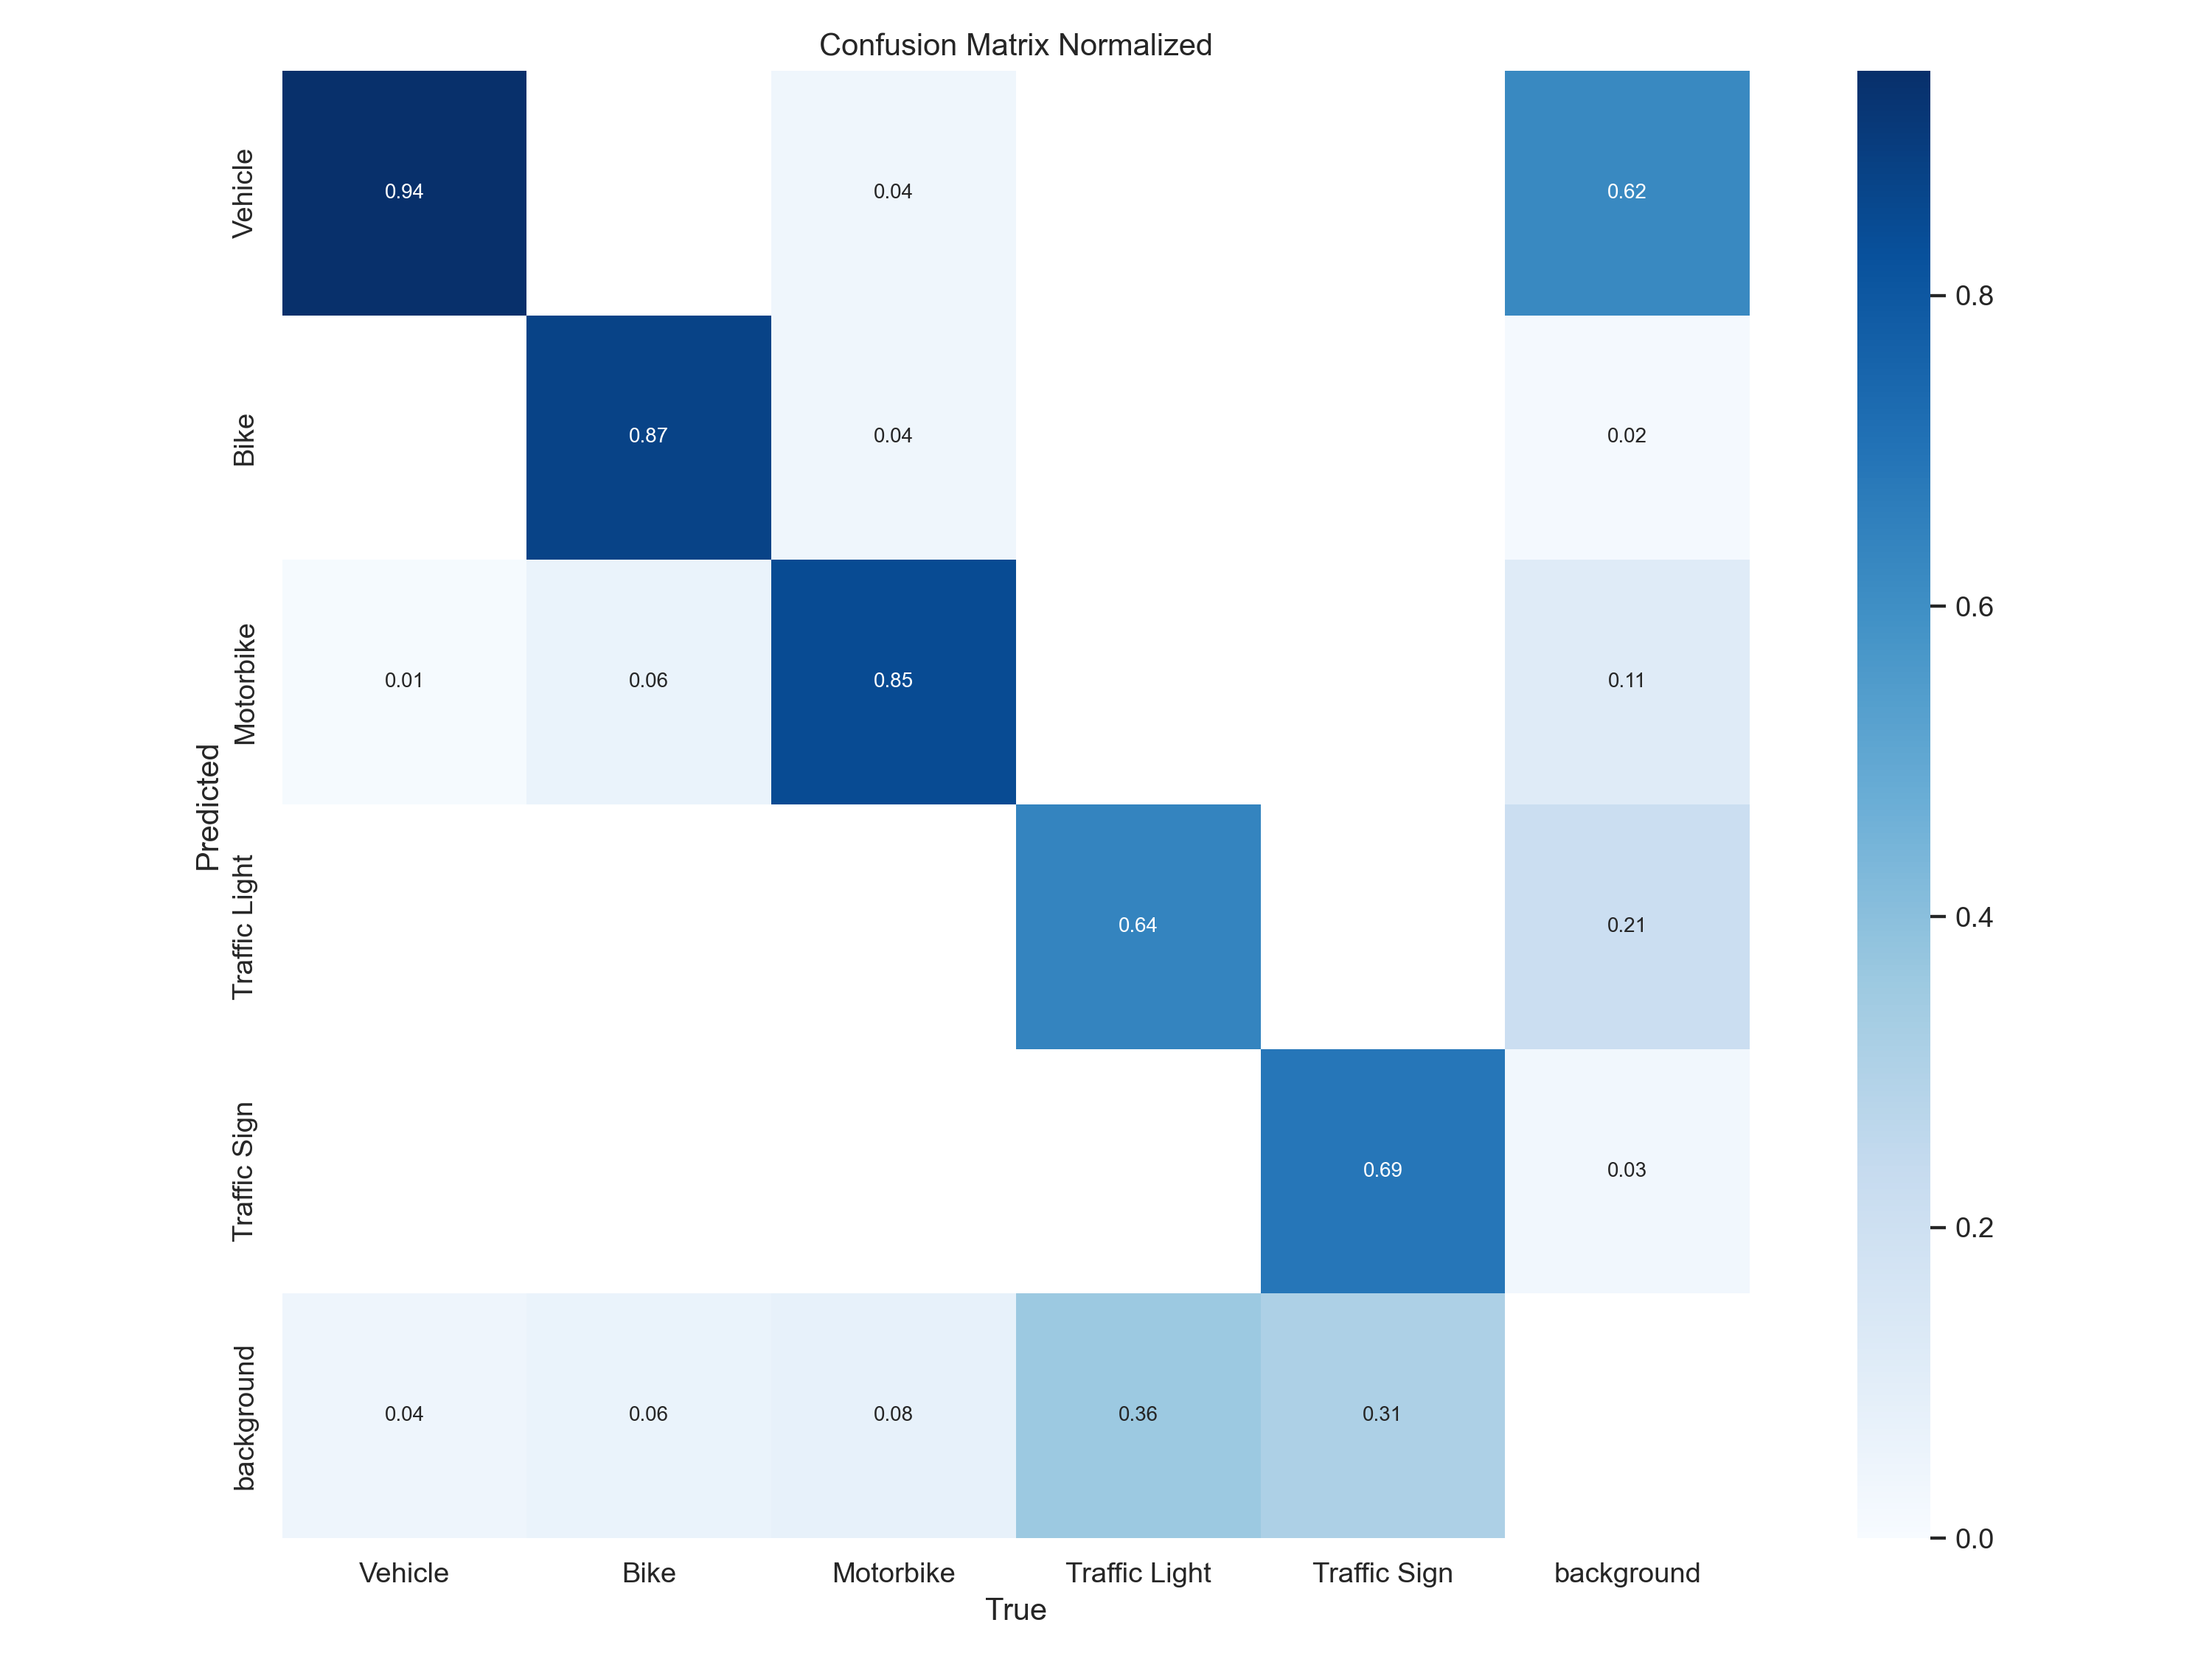 Confusion Matrix Normalized
Vehicle 0.94 0.04 0.62 0.8
Bike 0.87 0.04 0.02 0.6
Motorbike 0.01 0.06 0.85 0.11
Predicted
Traffic Light 0.64 0.21 0.4
Traffic Sign 0.69 0.03 0.2
background 0.04 0.06 0.08 0.36 0.31 0.0
Vehicle Bike Motorbike Traffic Light Traffic Sign background
True